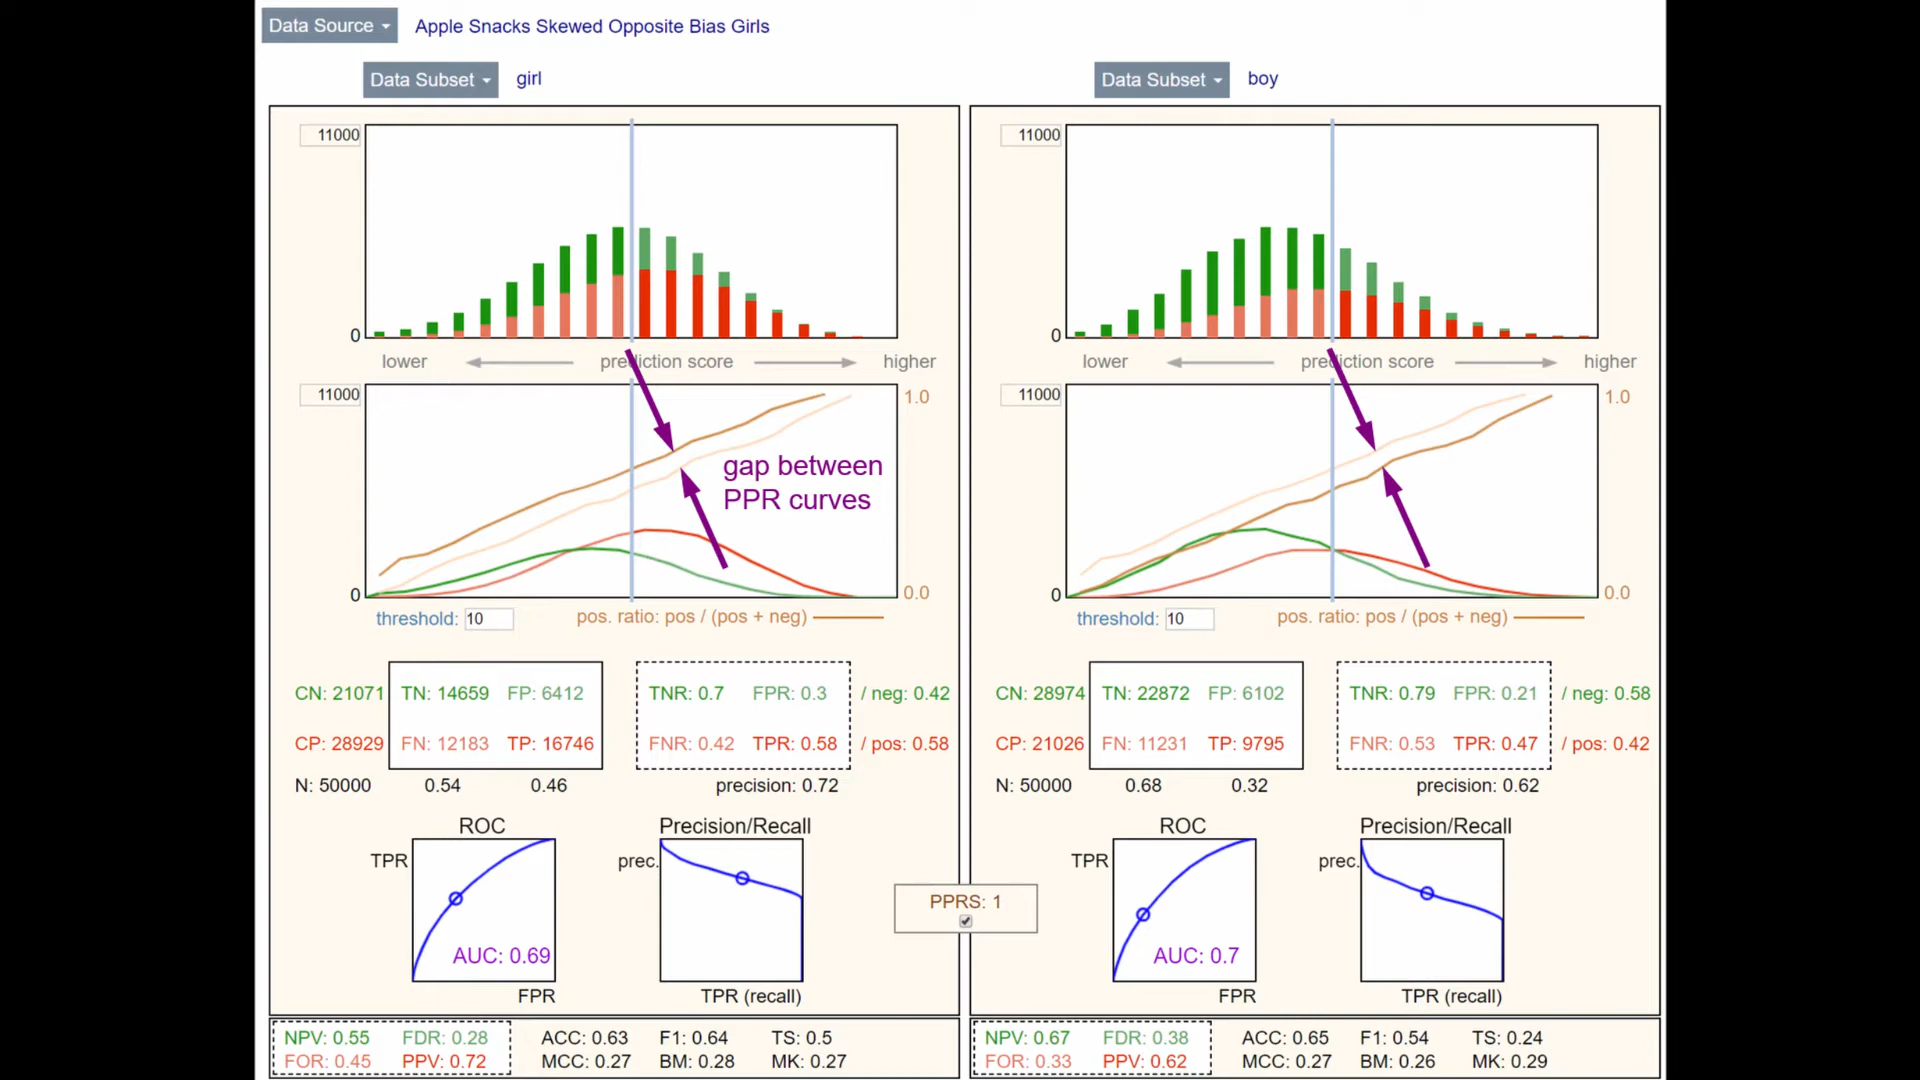 Data Source Apple Snacks Skewed Opposite Bias Girls
Data Subset girl
Data Subset boy
11000
0
lower prediction score higher
11000
1.0
gap between
PPR curves
0
0.0
threshold: 10 pos. ratio: pos / (pos + neg)
CN: 21071 TN: 14659 FP: 6412 TNR: 0.7 FPR: 0.3 / neg: 0.42
CP: 28929 FN: 12183 TP: 16746 FNR: 0.42 TPR: 0.58 / pos: 0.58
N: 50000 0.54 0.46 precision: 0.72
ROC Precision/Recall
TPR prec.
AUC: 0.69
FPR TPR (recall)
NPV: 0.55 FDR: 0.28 ACC: 0.63 F1: 0.64 TS: 0.5
FOR: 0.45 PPV: 0.72 MCC: 0.27 BM: 0.28 MK: 0.27
PPRS: 1
11000
0
lower prediction score higher
11000
1.0
0
0.0
threshold: 10 pos. ratio: pos / (pos + neg)
CN: 28974 TN: 22872 FP: 6102 TNR: 0.79 FPR: 0.21 / neg: 0.58
CP: 21026 FN: 11231 TP: 9795 FNR: 0.53 TPR: 0.47 / pos: 0.42
N: 50000 0.68 0.32 precision: 0.62
ROC Precision/Recall
TPR prec.
AUC: 0.7
FPR TPR (recall)
NPV: 0.67 FDR: 0.38 ACC: 0.65 F1: 0.54 TS: 0.24
FOR: 0.33 PPV: 0.62 MCC: 0.27 BM: 0.26 MK: 0.29